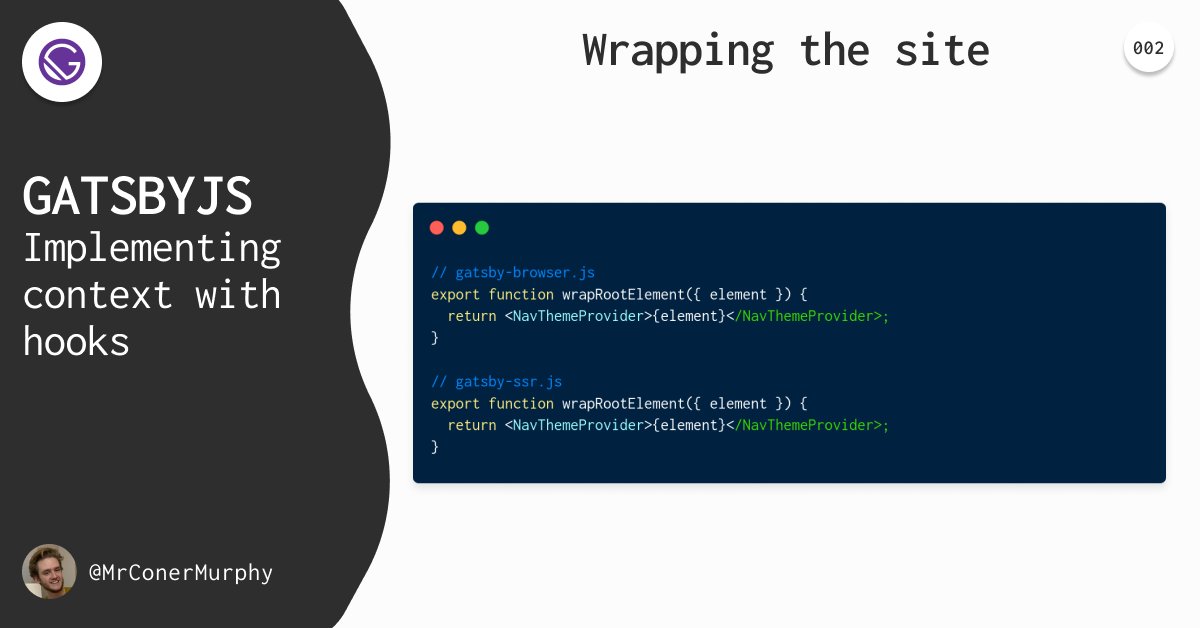 GATSBYJS
Implementing
context with
hooks
@MrConerMurphy
Wrapping the site
002
// gatsby-browser.js
export function wrapRootElement({ element }) {
  return <NavThemeProvider>{element}</NavThemeProvider>;
}
// gatsby-ssr.js
export function wrapRootElement({ element }) {
  return <NavThemeProvider>{element}</NavThemeProvider>;
}